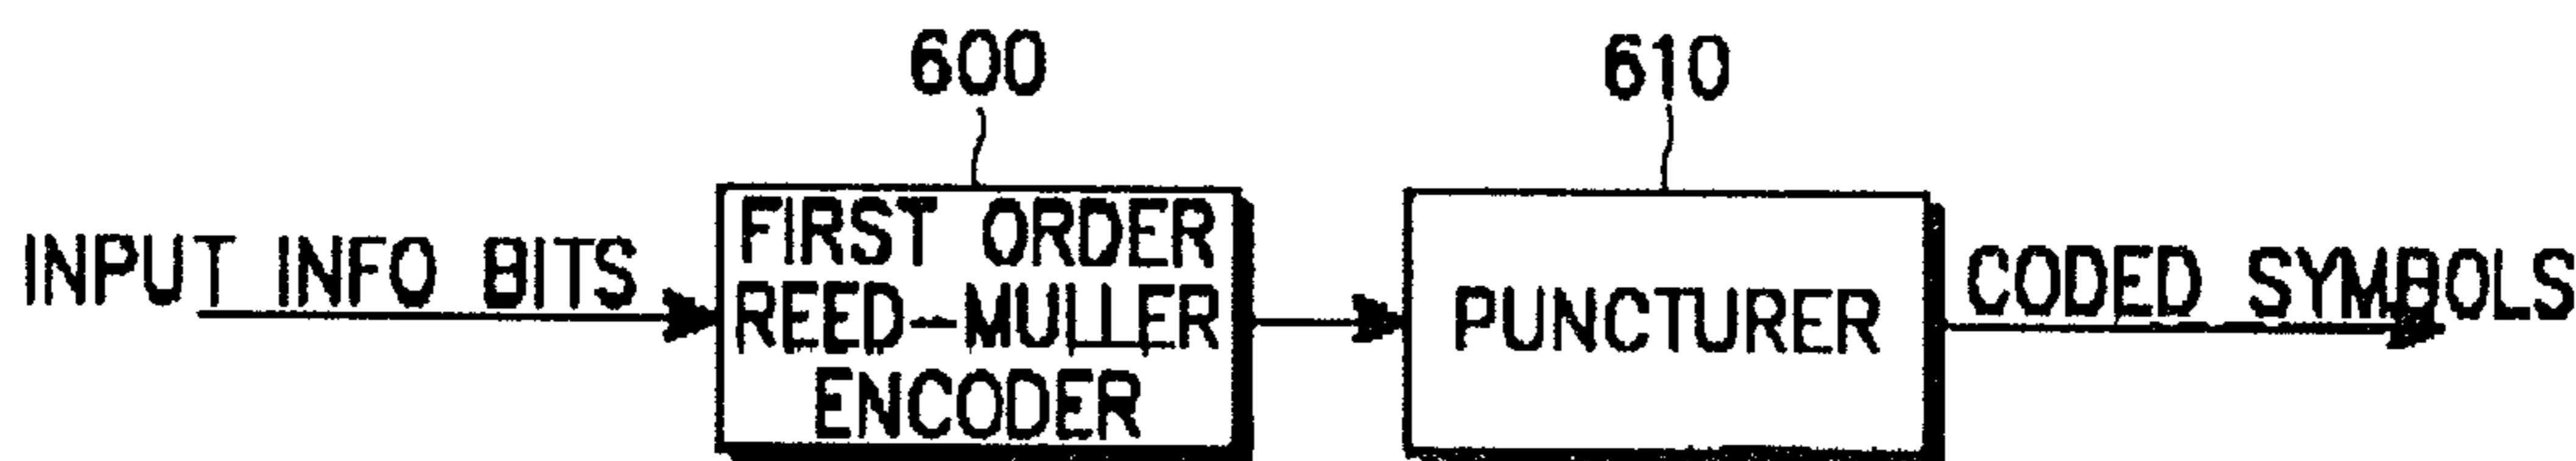 600
610
INPUT INFO BITS
FIRST ORDER
REED-MULLER
ENCODER
PUNCTURER
CODED SYMBOLS